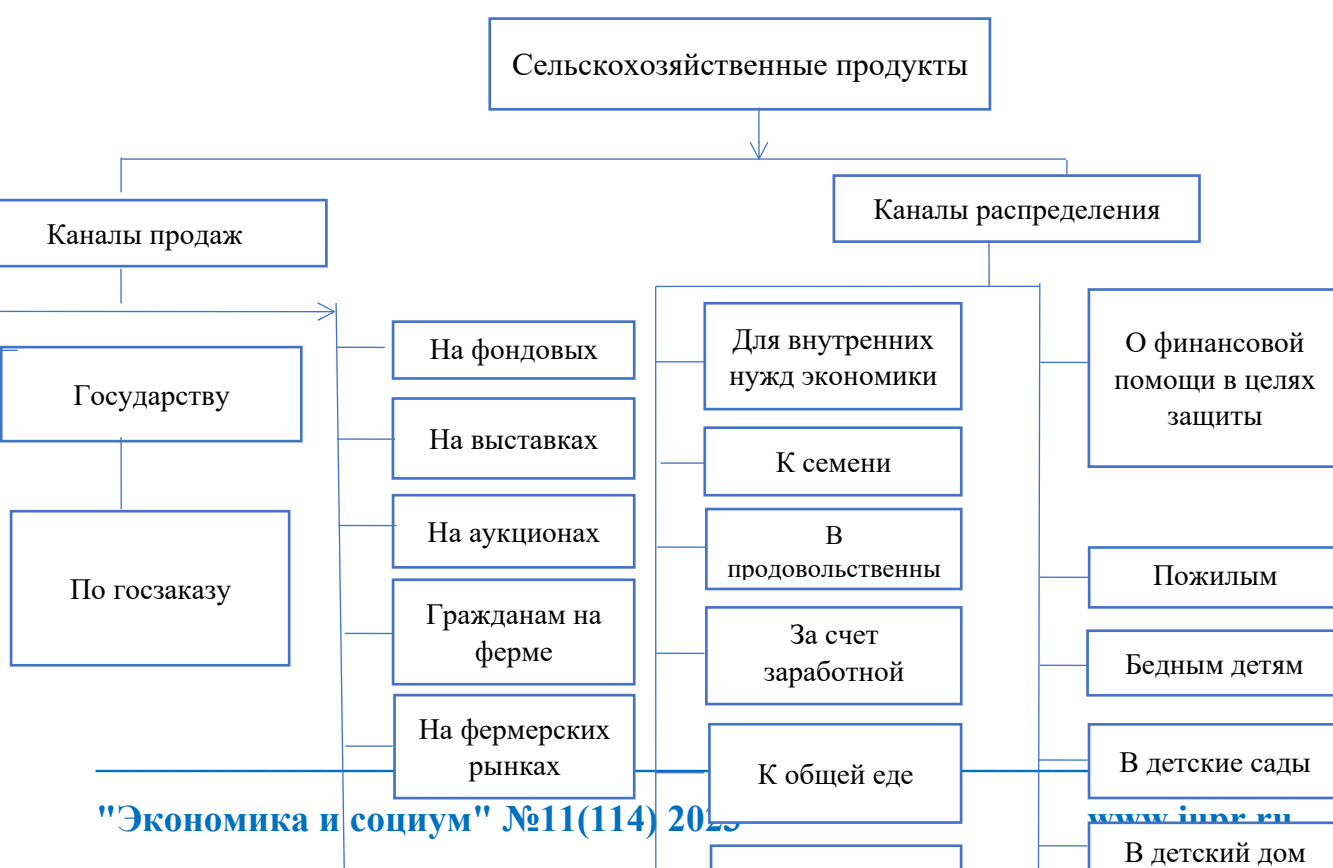 Сельскохозяйственные продукты
Каналы продаж
Каналы распределения
Государству
По госзаказу
На фондовых
На выставках
На аукционах
Гражданам на
ферме
На фермерских
рынках
Для внутренних
нужд экономики
К семени
В
продовольственны
За счет
заработной
К общей еде
О финансовой
помощи в целях
защиты
Пожилым
Бедным детям
В детские сады
В детский дом
"Экономика и социум" №11(114) 2023
www.iupr.ru